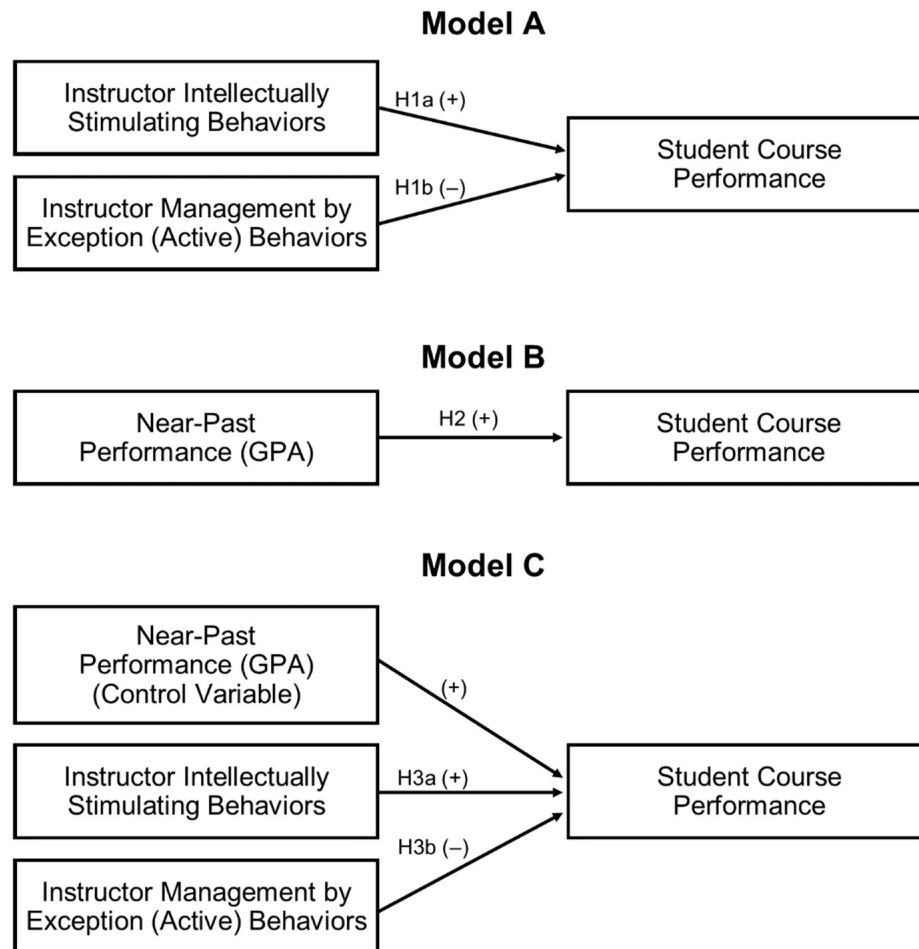 Model A
Instructor Intellectually
Stimulating Behaviors
H1a (+)
Student Course
Performance
H1b (–)
Instructor Management by
Exception (Active) Behaviors
Model B
Near-Past
Performance (GPA)
H2 (+)
Student Course
Performance
Model C
Near-Past
Performance (GPA)
(Control Variable)
(+)
Instructor Intellectually
Stimulating Behaviors
H3a (+)
Student Course
Performance
H3b (–)
Instructor Management by
Exception (Active) Behaviors